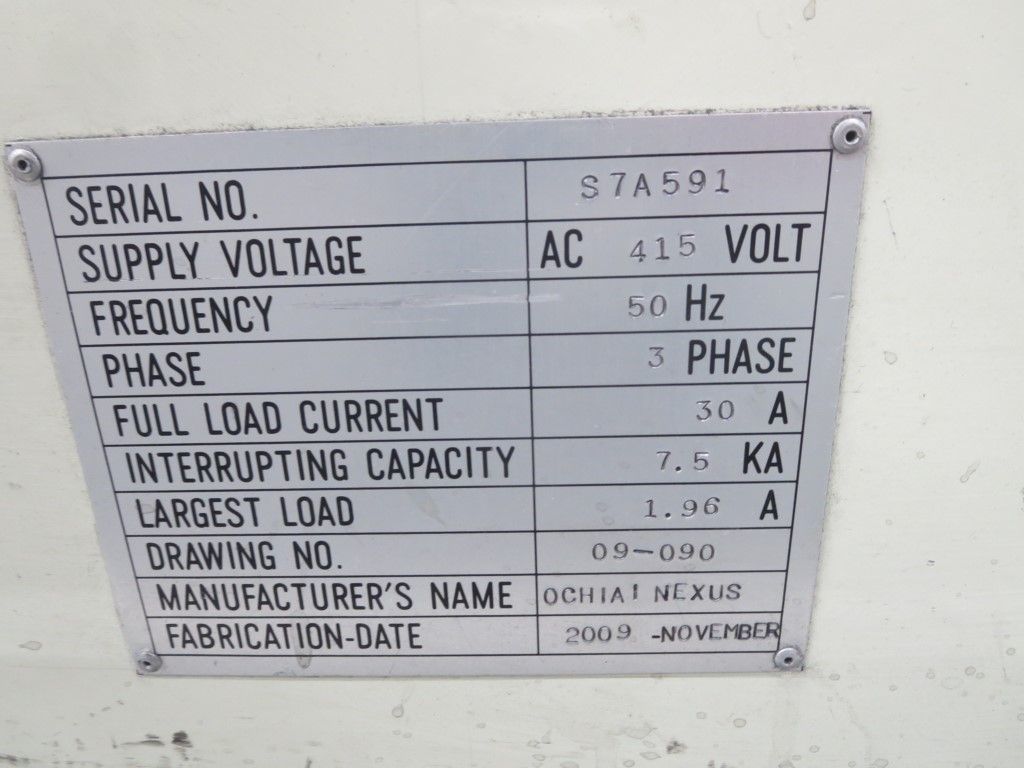 SERIAL NO. S7A591
SUPPLY VOLTAGE AC 415 VOLT
FREQUENCY 50 Hz
PHASE 3 PHASE
FULL LOAD CURRENT 30 A
INTERRUPTING CAPACITY 7.5 KA
LARGEST LOAD 1.96 A
DRAWING NO. 09-090
MANUFACTURER'S NAME OCHIAI NEXUS
FABRICATION-DATE 2009 -NOVEMBER